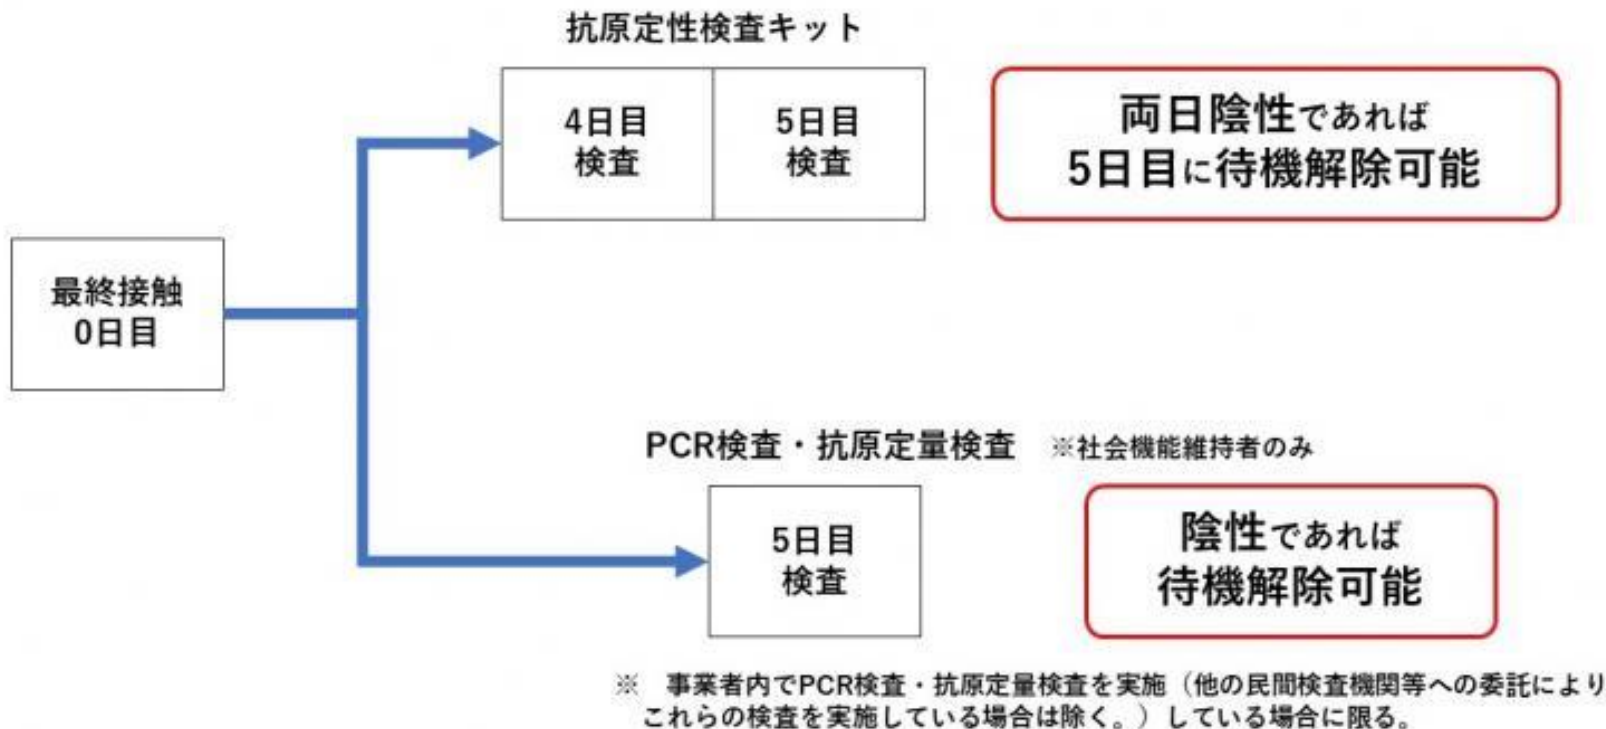 抗原定性検査キット
4日目
検査
5日目
検査
両日陰性であれば
5日目に待機解除可能
最終接触
0日目
PCR検査・抗原定量検査　※社会機能維持者のみ
5日目
検査
陰性であれば
待機解除可能
※　事業者内でPCR検査・抗原定量検査を実施（他の民間検査機関等への委託により
これらの検査を実施している場合は除く。）している場合に限る。